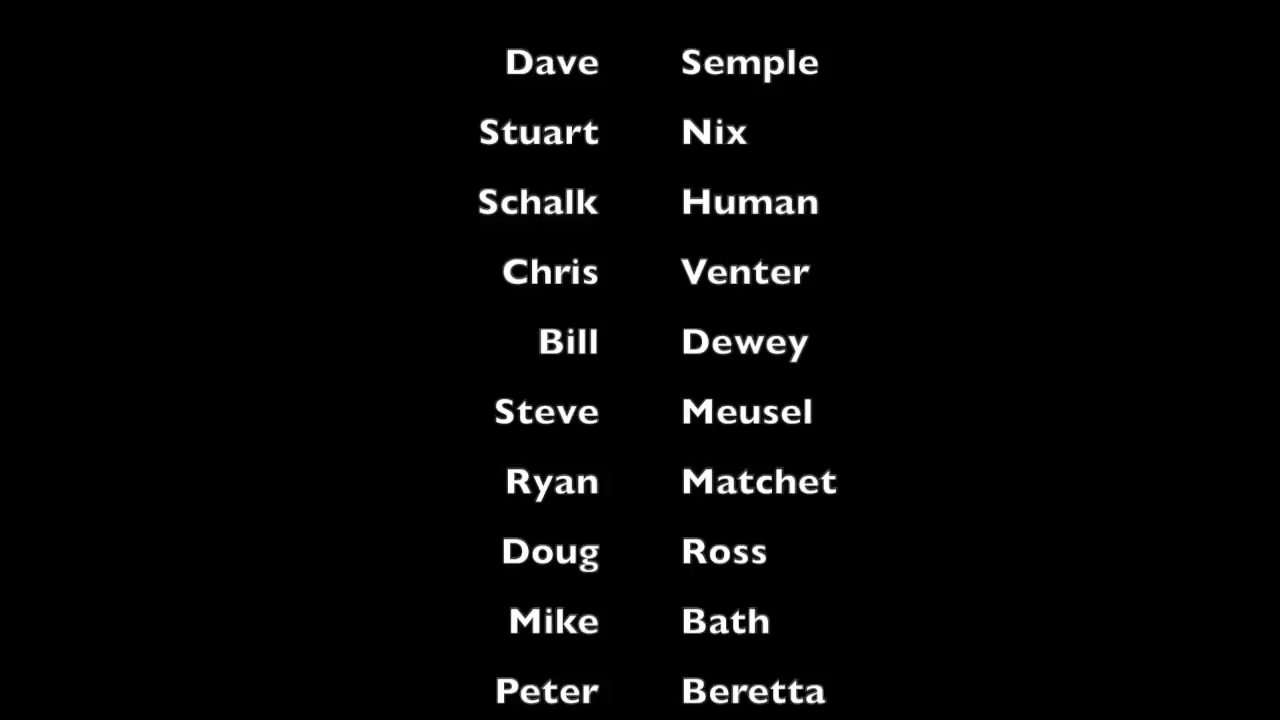 Dave Semple
Stuart Nix
Schalk Human
Chris Venter
Bill Dewey
Steve Meusel
Ryan Matchet
Doug Ross
Mike Bath
Peter Beretta